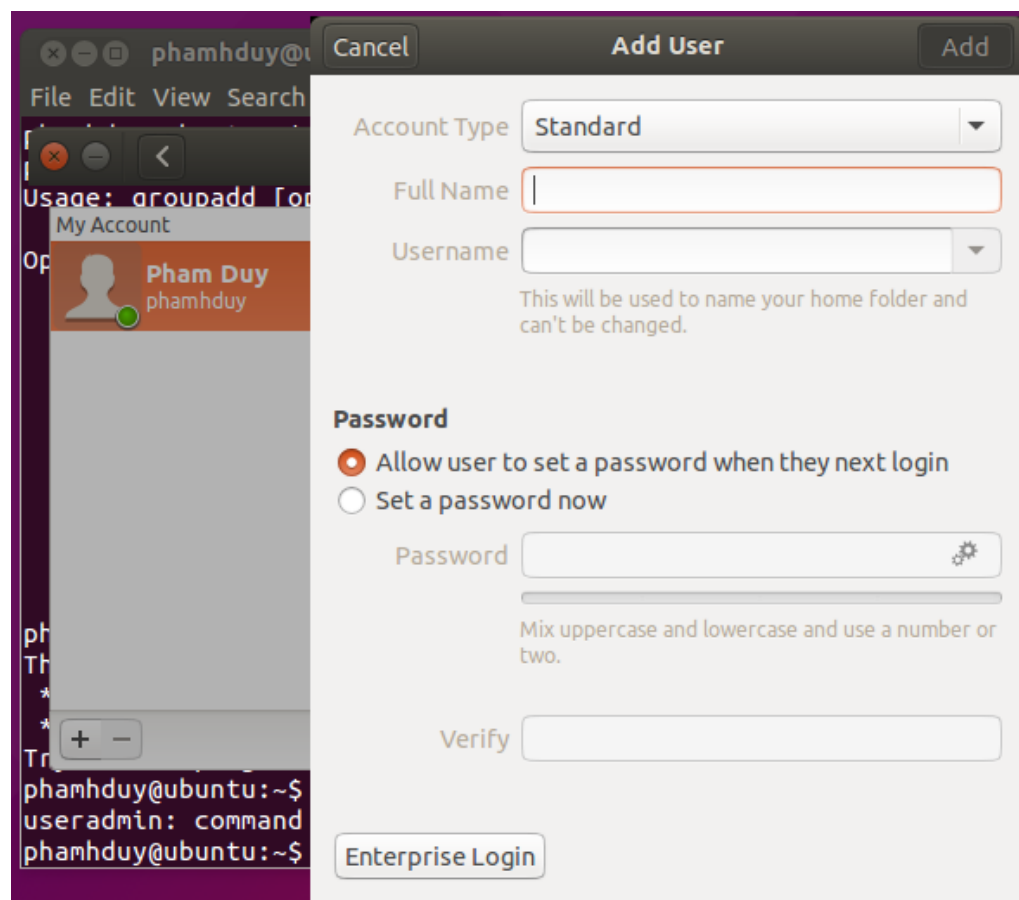 phamhduy@u
File Edit View Search
Usage: groupadd [op
My Account
Op
Pham Duy
phamhduy
ph
Th
*
*
Tr
phamhduy@ubuntu:~$
useradmin: command
phamhduy@ubuntu:~$
Cancel
Add User
Add
Account Type Standard
Full Name
Username
This will be used to name your home folder and
can't be changed.
Password
Allow user to set a password when they next login
Set a password now
Password
Mix uppercase and lowercase and use a number or
two.
Verify
Enterprise Login